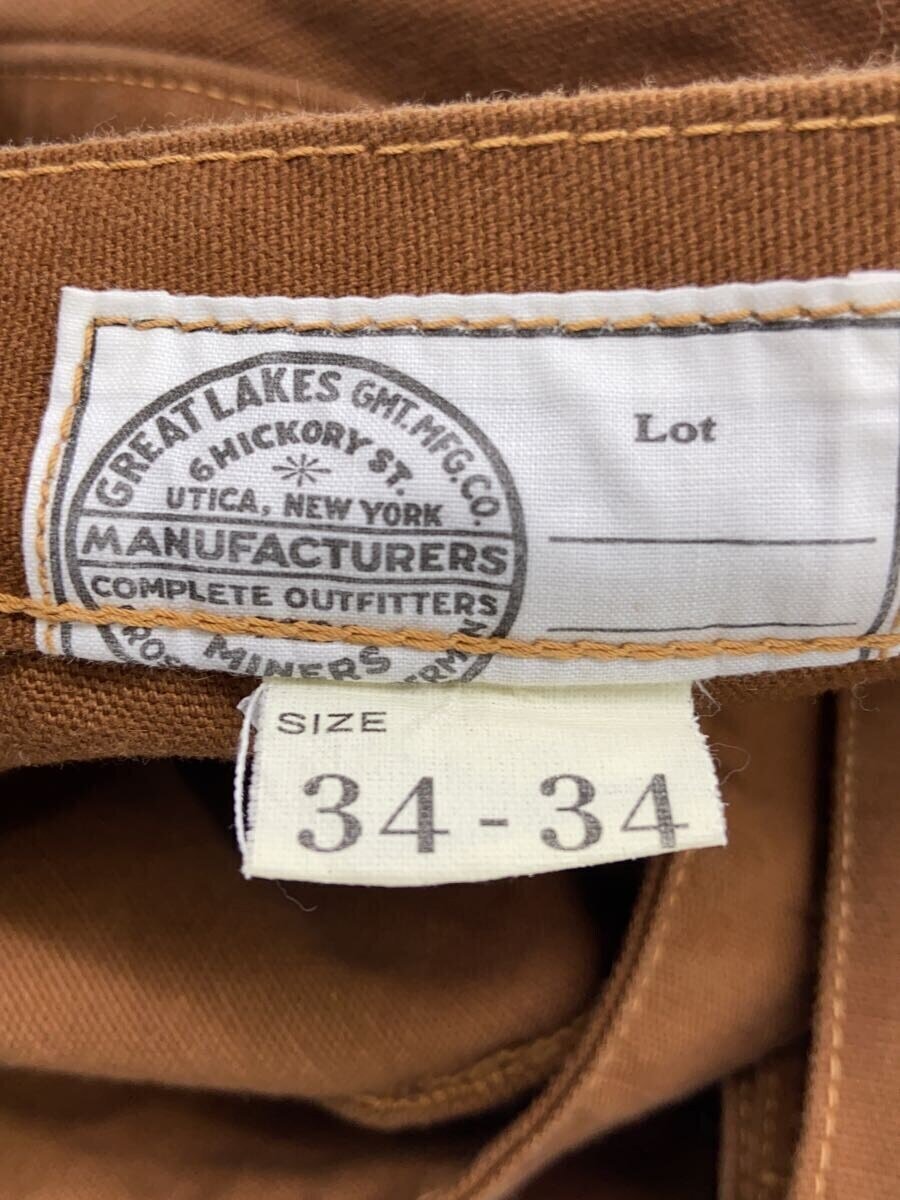 GREAT LAKES GMT. MFG. CO.
6 HICKORY ST.
UTICA, NEW YORK
MANUFACTURERS
COMPLETE OUTFITTERS
MINERS
Lot
SIZE
34 - 34